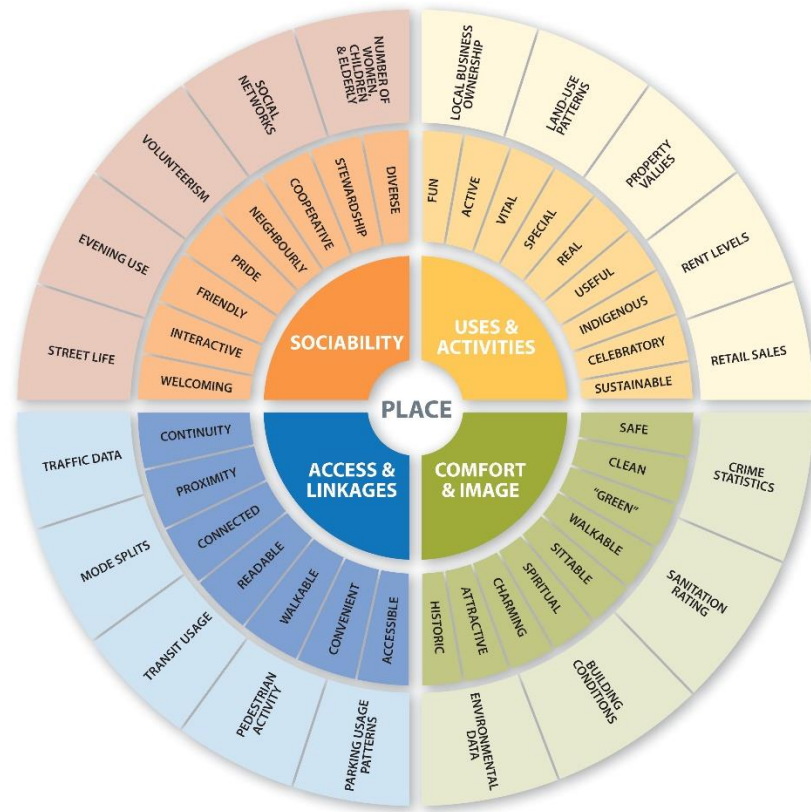 PLACE
SOCIABILITY
USES &
ACTIVITIES
ACCESS &
LINKAGES
COMFORT
& IMAGE
WELCOMING
INTERACTIVE
FRIENDLY
PRIDE
NEIGHBOURLY
COOPERATIVE
STEWARDSHIP
DIVERSE
FUN
ACTIVE
VITAL
SPECIAL
REAL
USEFUL
INDIGENOUS
CELEBRATORY
SUSTAINABLE
SAFE
CLEAN
“GREEN”
WALKABLE
SITTABLE
SPIRITUAL
CHARMING
ATTRACTIVE
HISTORIC
ACCESSIBLE
CONVENIENT
WALKABLE
READABLE
CONNECTED
PROXIMITY
CONTINUITY
STREET LIFE
EVENING USE
VOLUNTEERISM
SOCIAL
NETWORKS
NUMBER OF
WOMEN,
CHILDREN
& ELDERLY
LOCAL BUSINESS
OWNERSHIP
LAND-USE
PATTERNS
PROPERTY
VALUES
RENT LEVELS
RETAIL SALES
CRIME
STATISTICS
SANITATION
RATING
BUILDING
CONDITIONS
ENVIRONMENTAL
DATA
PARKING USAGE
PATTERNS
PEDESTRIAN
ACTIVITY
TRANSIT USAGE
MODE SPLITS
TRAFFIC DATA